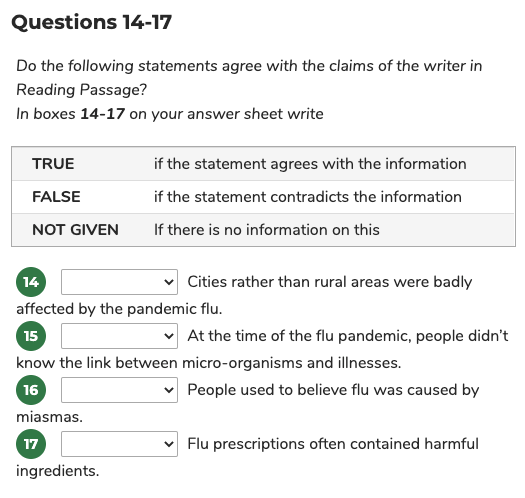 Questions 14-17
Do the following statements agree with the claims of the writer in
Reading Passage?
In boxes 14-17 on your answer sheet write
TRUE if the statement agrees with the information
FALSE if the statement contradicts the information
NOT GIVEN If there is no information on this
14 Cities rather than rural areas were badly
affected by the pandemic flu.
15 At the time of the flu pandemic, people didn't
know the link between micro-organisms and illnesses.
16 People used to believe flu was caused by
miasmas.
17 Flu prescriptions often contained harmful
ingredients.